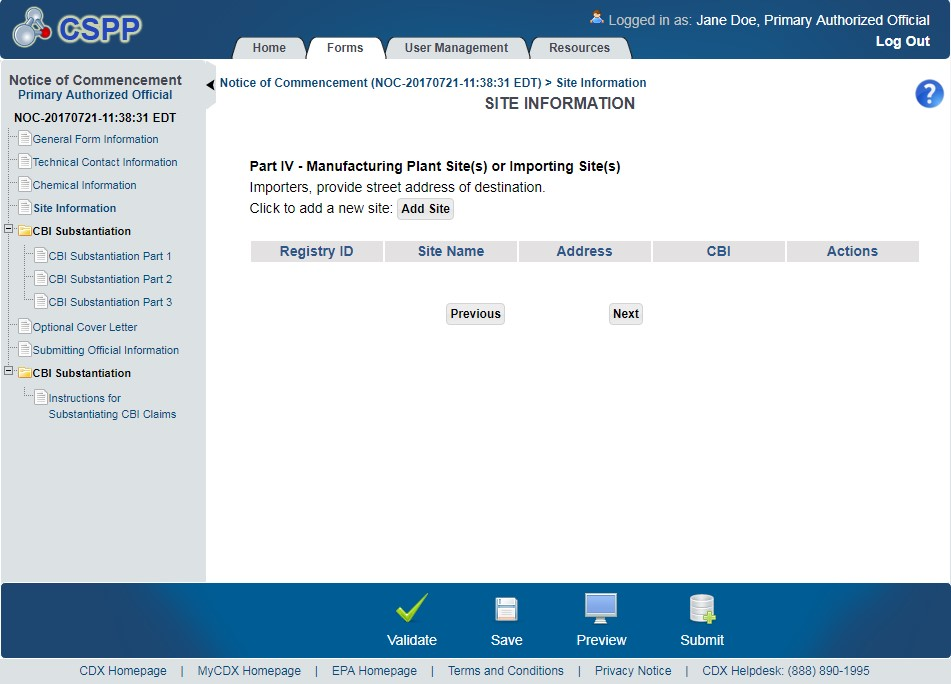 CSPP
Logged in as: Jane Doe, Primary Authorized Official
Log Out
Home
Forms
User Management
Resources
Notice of Commencement
Primary Authorized Official
NOC-20170721-11:38:31 EDT
General Form Information
Technical Contact Information
Chemical Information
Site Information
CBI Substantiation
CBI Substantiation Part 1
CBI Substantiation Part 2
CBI Substantiation Part 3
Optional Cover Letter
Submitting Official Information
CBI Substantiation
Instructions for
Substantiating CBI Claims
Notice of Commencement (NOC-20170721-11:38:31 EDT) > Site Information
SITE INFORMATION
?
Part IV - Manufacturing Plant Site(s) or Importing Site(s)
Importers, provide street address of destination.
Click to add a new site: Add Site
Registry ID Site Name Address CBI Actions
Previous Next
Validate Save Preview Submit
CDX Homepage | MyCDX Homepage | EPA Homepage | Terms and Conditions | Privacy Notice | CDX Helpdesk: (888) 890-1995